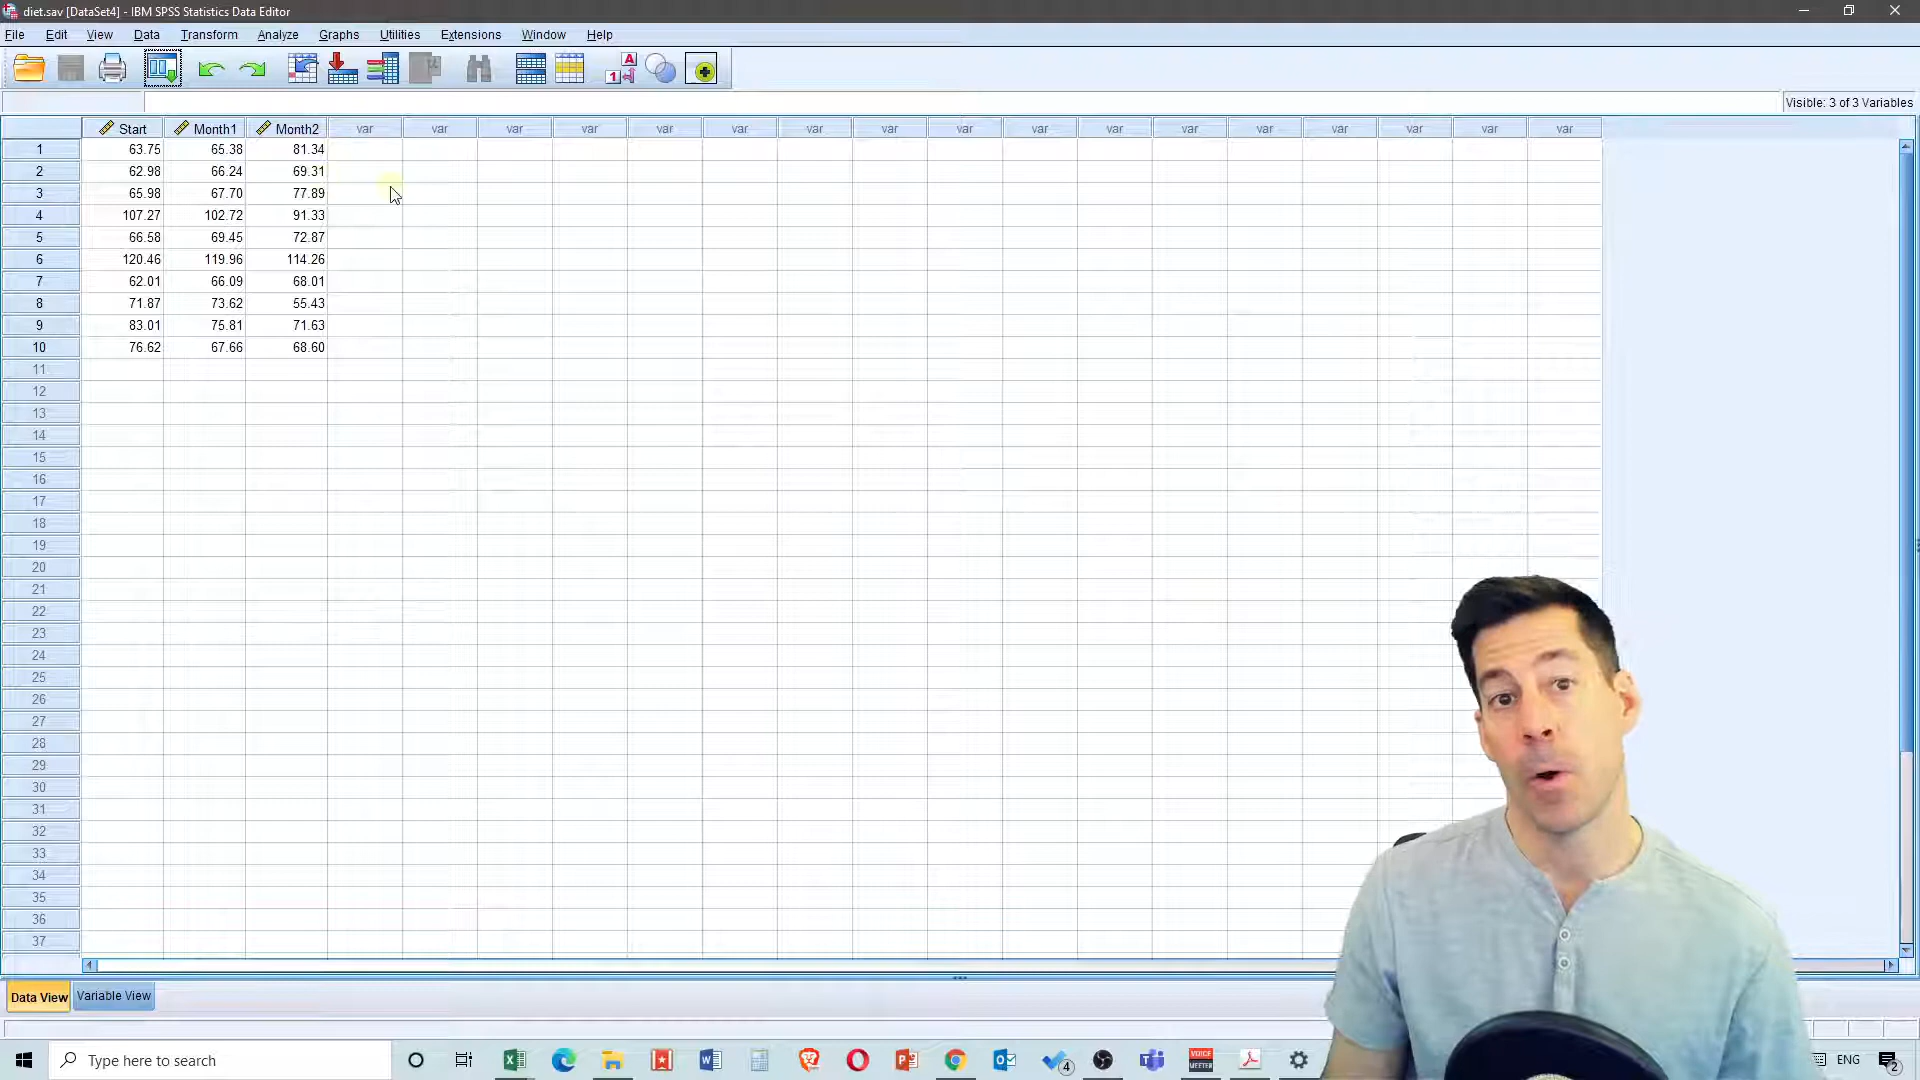 diet.sav [DataSet4] - IBM SPSS Statistics Data Editor
File Edit View Data Transform Analyze Graphs Utilities Extensions Window Help
A
1
Visible: 3 of 3 Variables
Start Month1 Month2 var var var var var var var var var var var var var var var var var
1 63.75 65.38 81.34
2 62.98 66.24 69.31
3 65.98 67.70 77.89
4 107.27 102.72 91.33
5 66.58 69.45 72.87
6 120.46 119.96 114.26
7 62.01 66.09 68.01
8 71.87 73.62 55.43
9 83.01 75.81 71.63
10 76.62 67.66 68.60
11
12
13
14
15
16
17
18
19
20
21
22
23
24
25
26
27
28
29
30
31
32
33
34
35
36
37
Data View Variable View
Type here to search
4
VOICE
MEETER
ENG
2